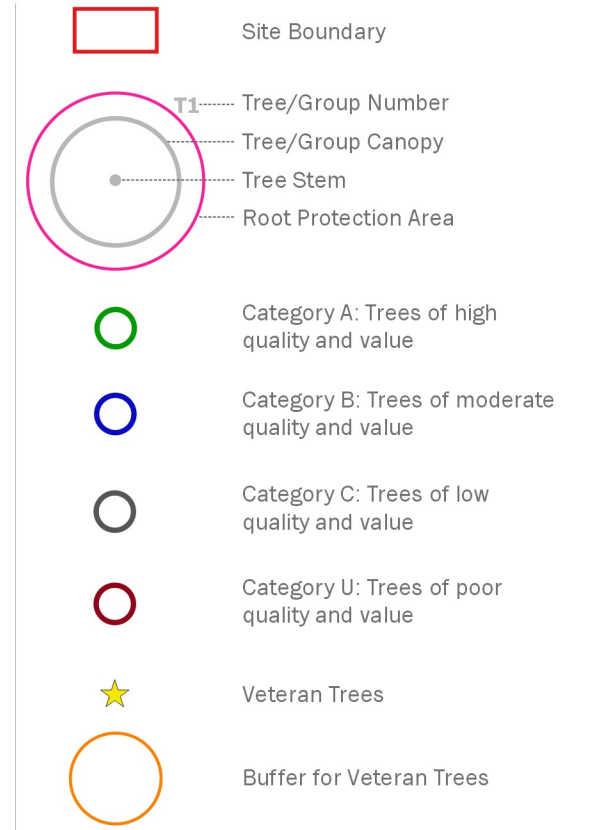 Site Boundary
T1
Tree/Group Number
Tree/Group Canopy
Tree Stem
Root Protection Area
Category A: Trees of high
quality and value
Category B: Trees of moderate
quality and value
Category C: Trees of low
quality and value
Category U: Trees of poor
quality and value
Veteran Trees
Buffer for Veteran Trees